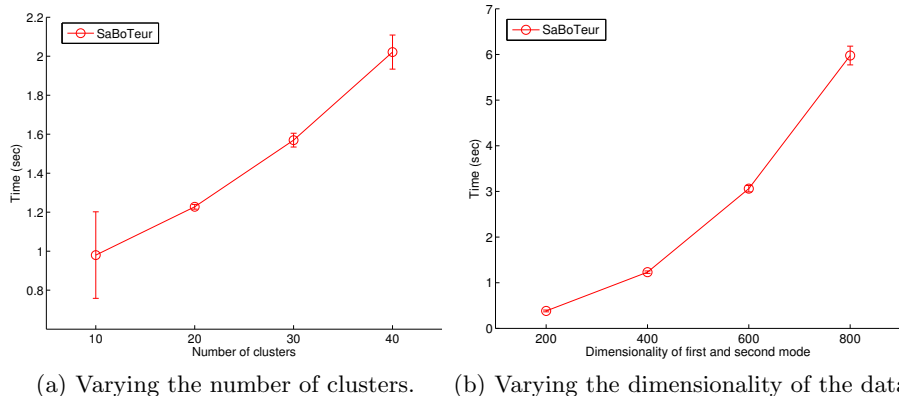 2.2
2
1.8
1.6
1.4
1.2
1
0.8
Time (sec)
SaBoTeur
10 20 30 40
Number of clusters
(a) Varying the number of clusters.
7
6
5
4
3
2
1
0
Time (sec)
SaBoTeur
200 400 600 800
Dimensionality of first and second mode
(b) Varying the dimensionality of the data